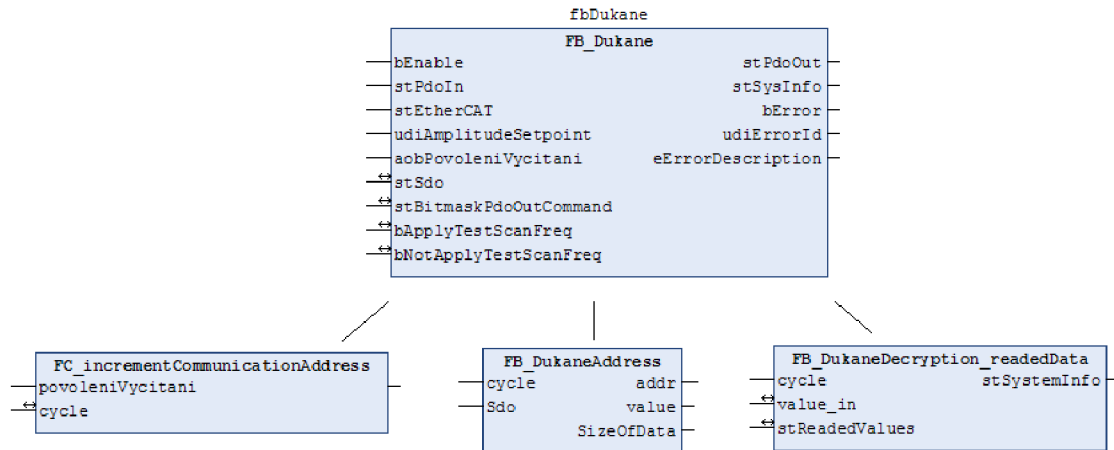 fbDukane
FB_Dukane
bEnable stPdoOut
stPdoIn stSysInfo
stEtherCAT bError
udiAmplitudeSetpoint udiErrorId
aobPovoleniVycitani eErrorDescription
stSdo
stBitmaskPdoOutCommand
bApplyTestScanFreq
bNotApplyTestScanFreq
FC_incrementCommunicationAddress
povoleniVycitani
cycle
FB_DukaneAddress
cycle addr
Sdo value
SizeOfData
FB_DukaneDecryption_readedData
cycle stSystemInfo
value_in
stReadedValues